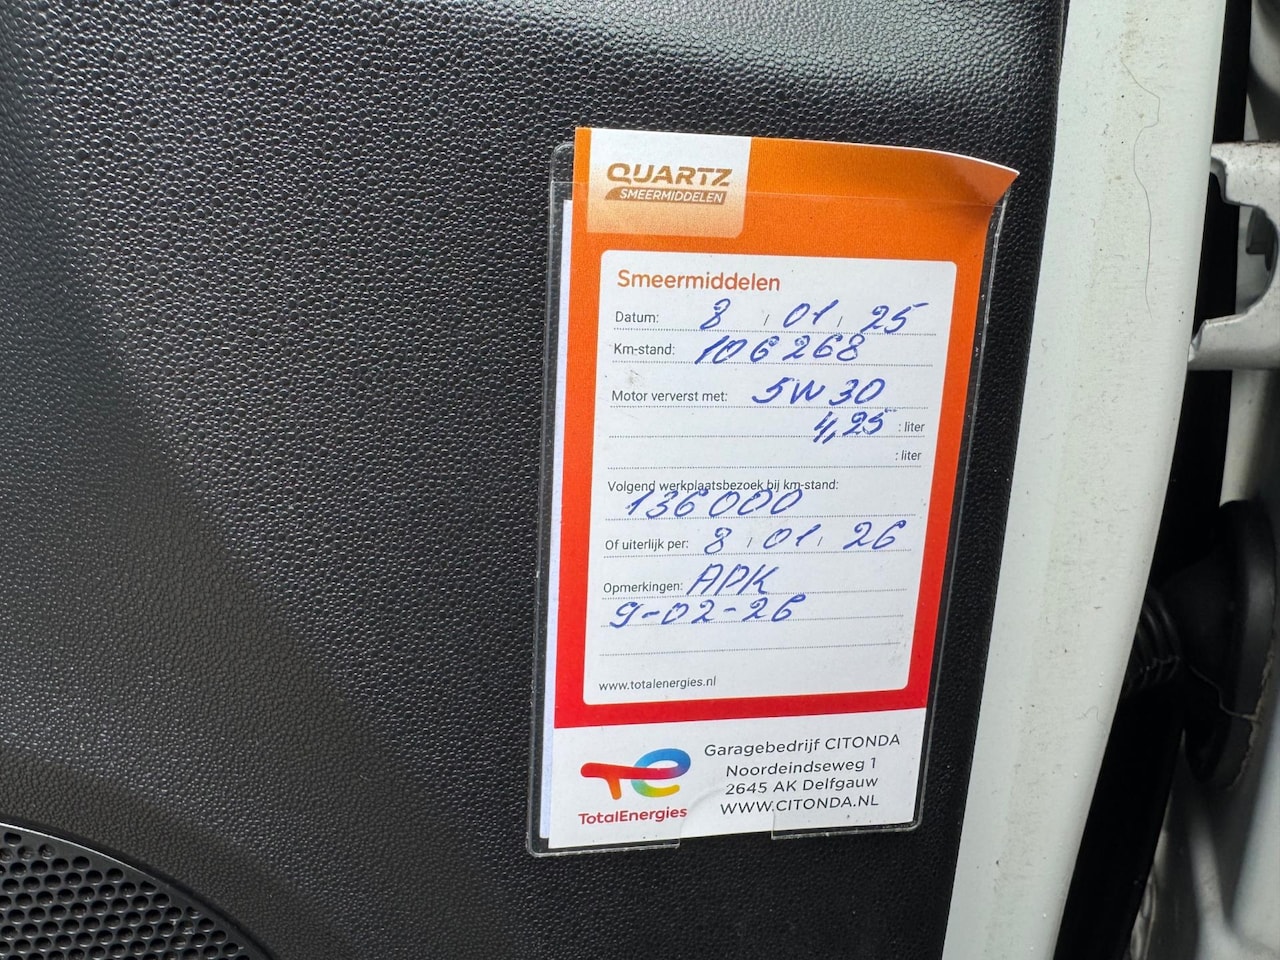 QUARTZ
SMEERMIDDELEN
Smeermiddelen
Datum: 8 / 01 / 25
Km-stand: 106268
Motor ververst met: 5W30
4,25 : liter
: liter
Volgend werkplaatsbezoek bij km-stand:
136000
Of uiterlijk per: 8 / 01 / 26
Opmerkingen: APK
9-02-26
www.totalenergies.nl
Garagebedrijf CITONDA
Noordeindseweg 1
2645 AK Delfgauw
WWW.CITONDA.NL
TotalEnergies